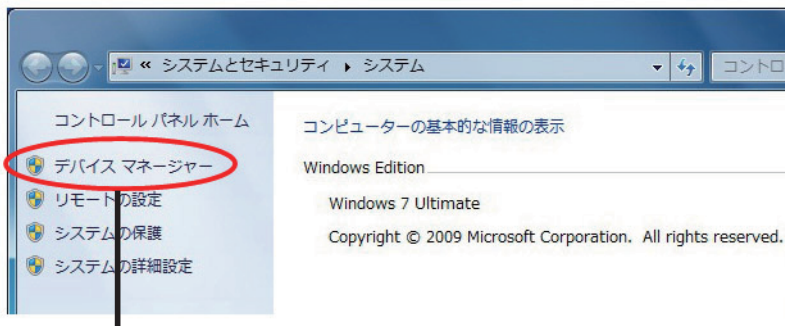 « システムとセキュリティ ▸ システム
コントロ
コントロール パネル ホーム
デバイス マネージャー
リモートの設定
システムの保護
システムの詳細設定
コンピューターの基本的な情報の表示
Windows Edition
Windows 7 Ultimate
Copyright © 2009 Microsoft Corporation. All rights reserved.